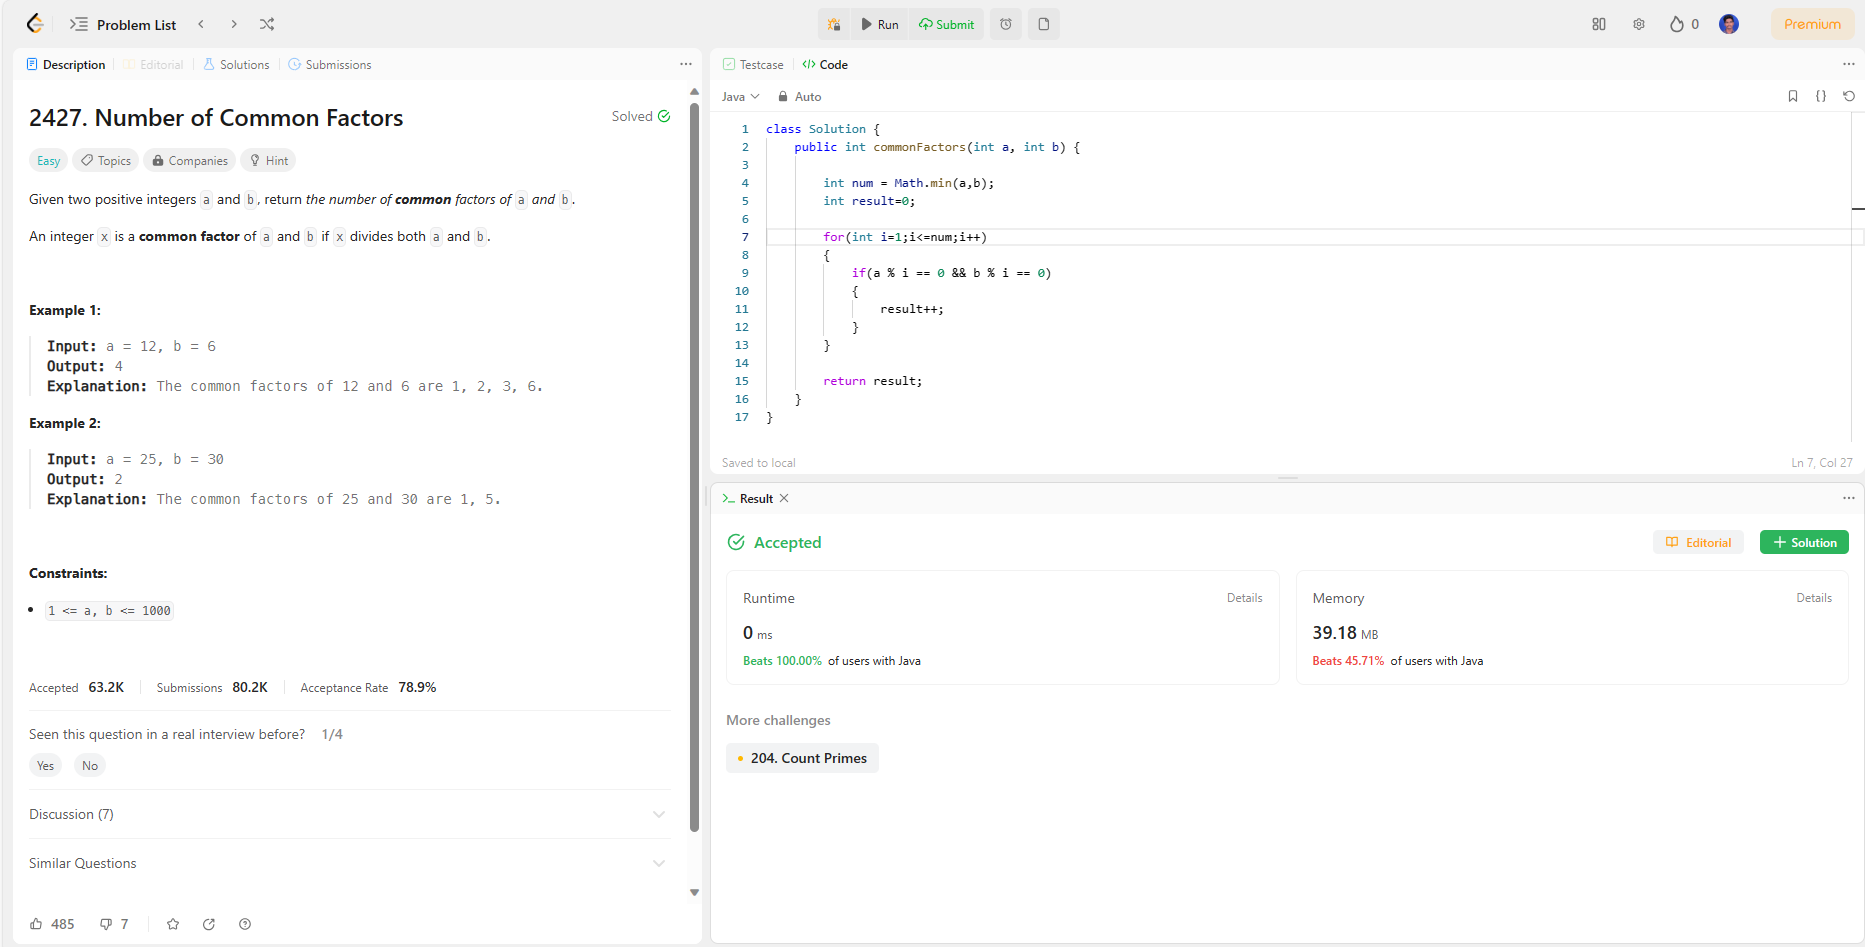 Problem List
Run
Submit
0
Premium
Description
Editorial
Solutions
Submissions
2427. Number of Common Factors
Solved
Easy
Topics
Companies
Hint
Given two positive integers a and b, return the number of common factors of a and b.
An integer x is a common factor of a and b if x divides both a and b.
Example 1:
Input: a = 12, b = 6
Output: 4
Explanation: The common factors of 12 and 6 are 1, 2, 3, 6.
Example 2:
Input: a = 25, b = 30
Output: 2
Explanation: The common factors of 25 and 30 are 1, 5.
Constraints:
• 1 <= a, b <= 1000
Accepted 63.2K
Submissions 80.2K
Acceptance Rate 78.9%
Seen this question in a real interview before? 1/4
Yes
No
Discussion (7)
Similar Questions
485
7
Testcase
</> Code
Java
Auto
{}
1 class Solution {
2 public int commonFactors(int a, int b) {
3
4 int num = Math.min(a,b);
5 int result=0;
6
7 for(int i=1;i<=num;i++)
8 {
9 if(a % i == 0 && b % i == 0)
10 {
11 result++;
12 }
13 }
14
15 return result;
16 }
17 }
Saved to local
Ln 7, Col 27
>_ Result
Accepted
Editorial
+ Solution
Runtime
Details
0 ms
Beats 100.00% of users with Java
Memory
Details
39.18 MB
Beats 45.71% of users with Java
More challenges
204. Count Primes